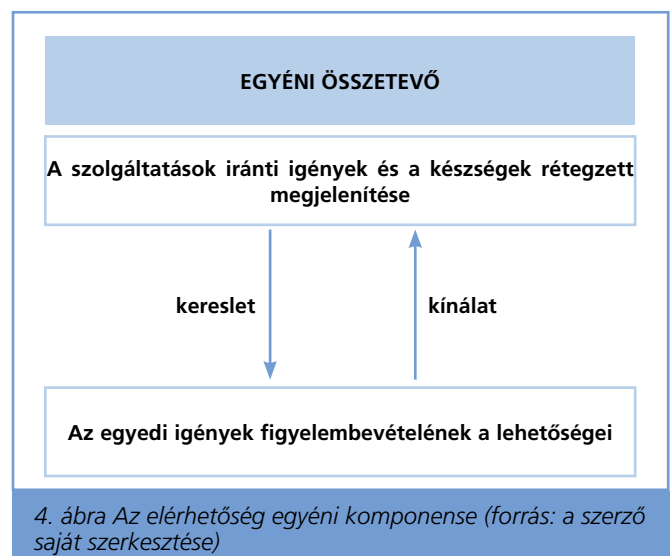 EGYÉNI ÖSSZETEVŐ
A szolgáltatások iránti igények és a készségek rétegzett
megjelenítése
kereslet
kínálat
Az egyedi igények figyelembevételének a lehetőségei
4. ábra Az elérhetőség egyéni komponense (forrás: a szerző
saját szerkesztése)